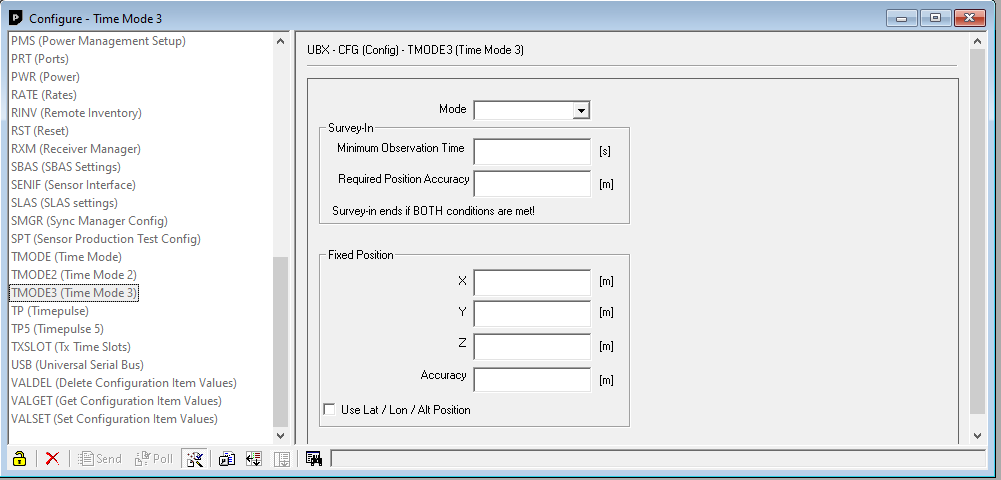 Configure - Time Mode 3
PMS (Power Management Setup)
PRT (Ports)
PWR (Power)
RATE (Rates)
RINV (Remote Inventory)
RST (Reset)
RXM (Receiver Manager)
SBAS (SBAS Settings)
SENIF (Sensor Interface)
SLAS (SLAS settings)
SMGR (Sync Manager Config)
SPT (Sensor Production Test Config)
TMODE (Time Mode)
TMODE2 (Time Mode 2)
TMODE3 (Time Mode 3)
TP (Timepulse)
TP5 (Timepulse 5)
TXSLOT (Tx Time Slots)
USB (Universal Serial Bus)
VALDEL (Delete Configuration Item Values)
VALGET (Get Configuration Item Values)
VALSET (Set Configuration Item Values)
UBX - CFG (Config) - TMODE3 (Time Mode 3)
Mode
Survey-In
Minimum Observation Time [s]
Required Position Accuracy [m]
Survey-in ends if BOTH conditions are met!
Fixed Position
X [m]
Y [m]
Z [m]
Accuracy [m]
Use Lat / Lon / Alt Position
Send Poll